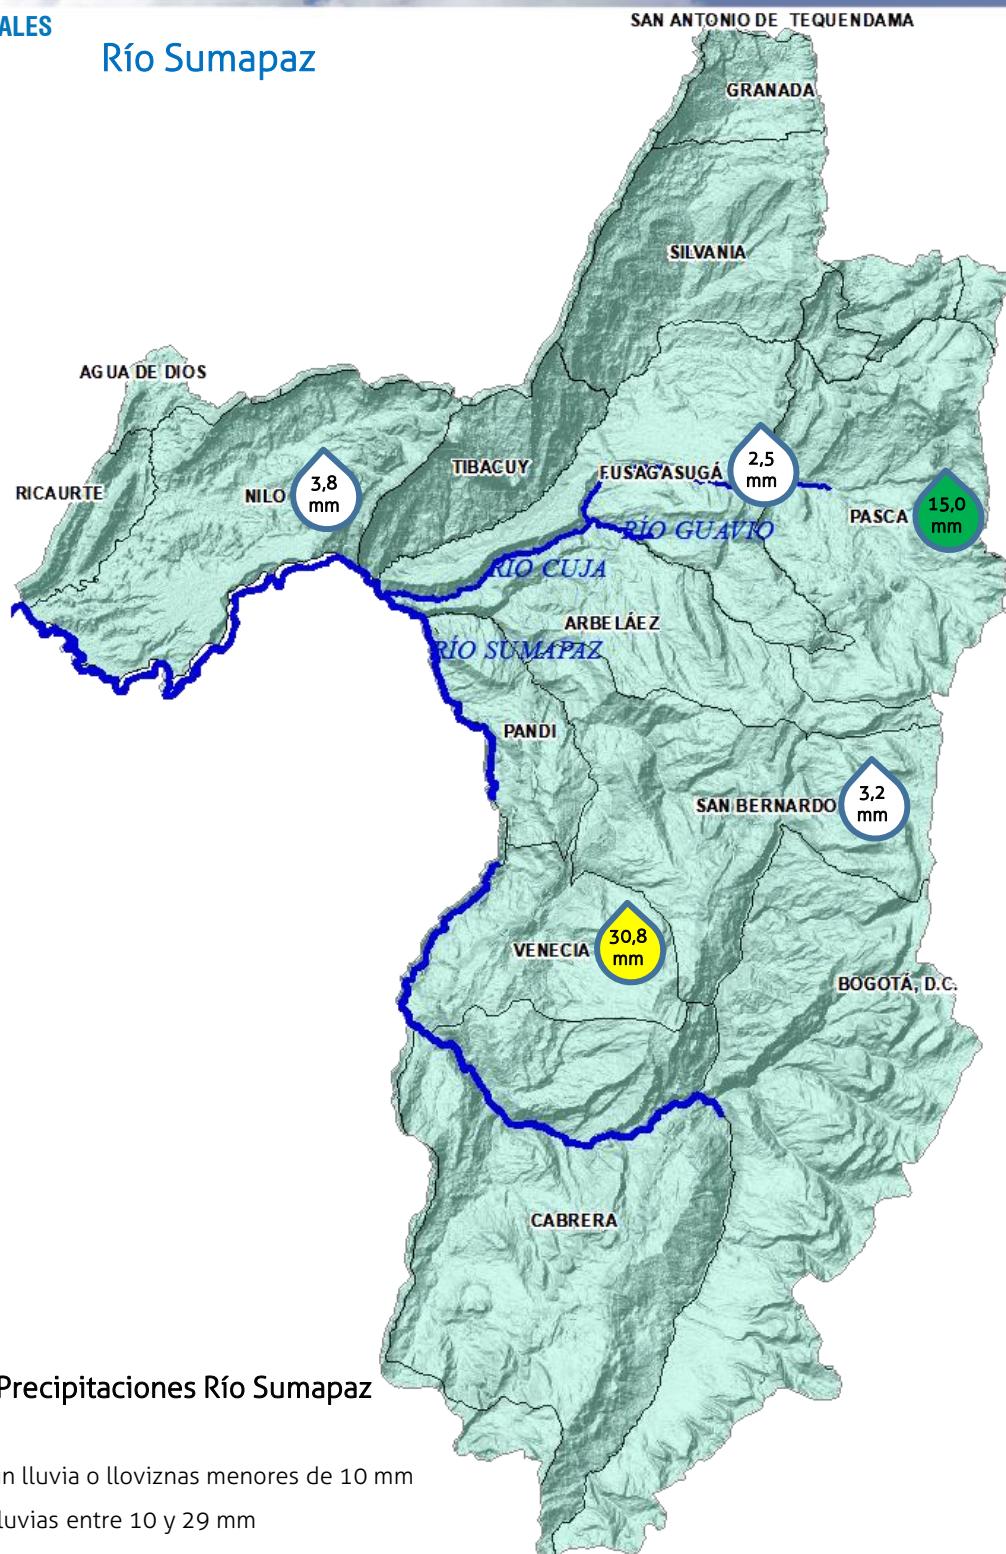 ALES
Río Sumapaz
SAN ANTONIO DE TEQUENDAMA
GRANADA
SILVANIA
AGUA DE DIOS
RICAURTE
NILO
3,8
mm
TIBACUY
FUSAGASUGÁ
2,5
mm
PASCA
15,0
mm
RÍO GUAVIO
RÍO CUJA
ARBELÁEZ
RÍO SUMAPAZ
PANDI
SAN BERNARDO
3,2
mm
VENECIA
30,8
mm
BOGOTÁ, D.C.
CABRERA
Precipitaciones Río Sumapaz
an lluvia o lloviznas menores de 10 mm
luvias entre 10 y 29 mm